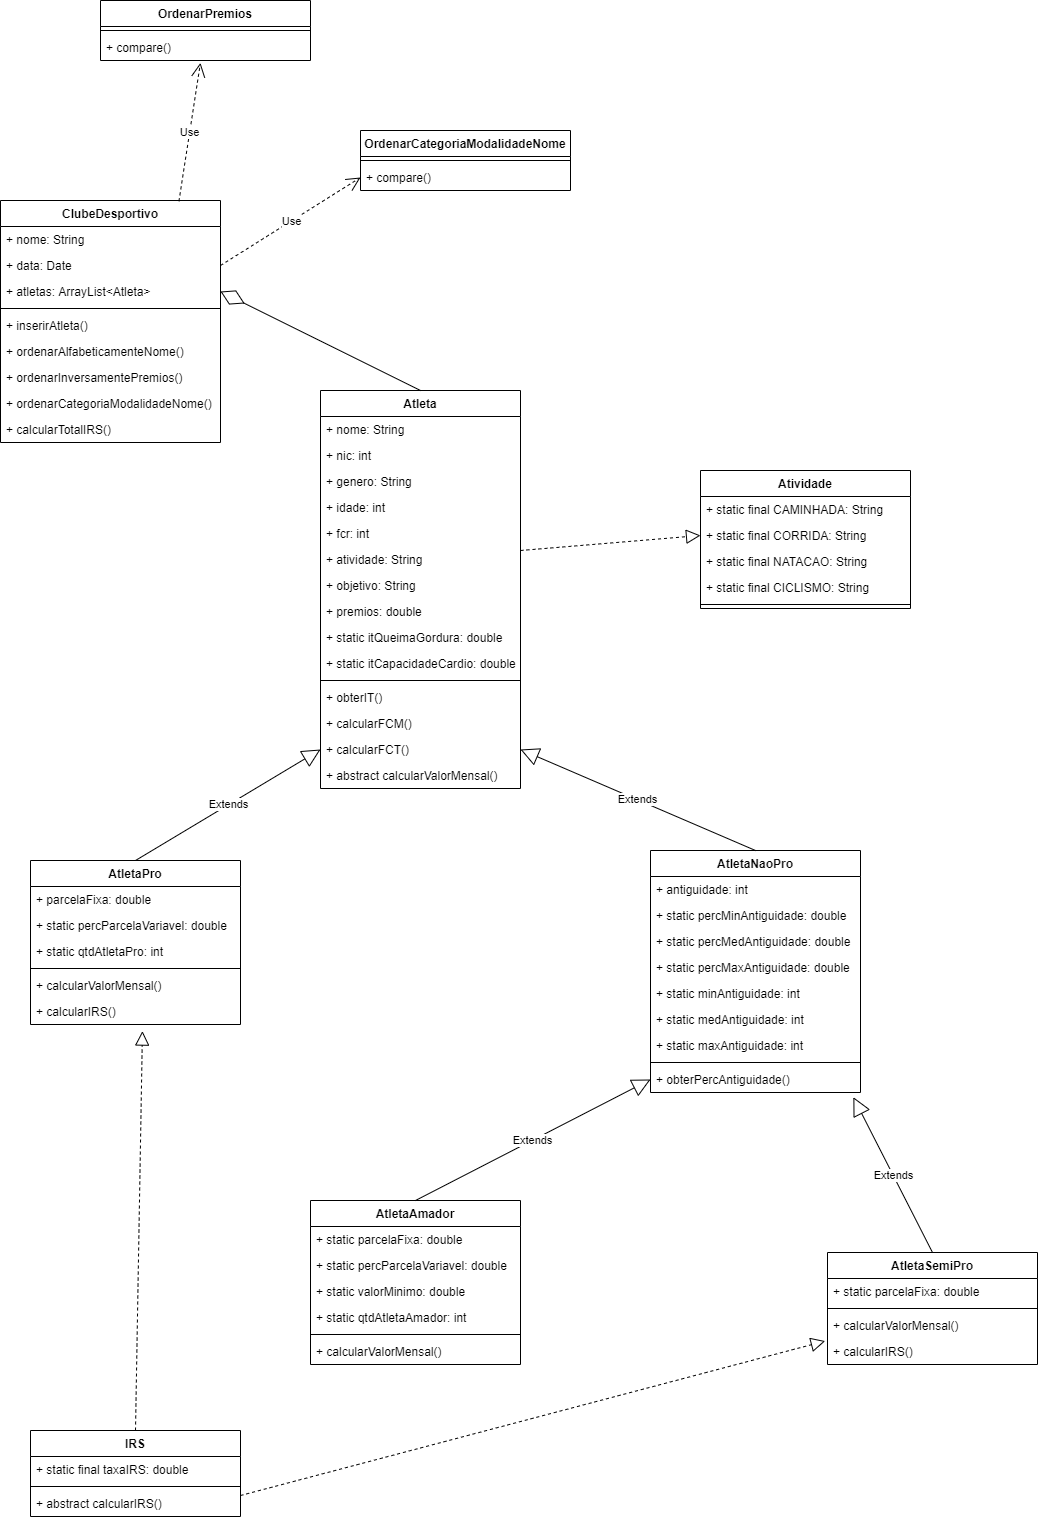 OrdenarPremios
+ compare()
Use
OrdenarCategoriaModalidadeNome
+ compare()
Use
ClubeDesportivo
+ nome: String
+ data: Date
+ atletas: ArrayList<Atleta>
+ inserirAtleta()
+ ordenarAlfabeticamenteNome()
+ ordenarInversamentePremios()
+ ordenarCategoriaModalidadeNome()
+ calcularTotalIRS()
Atleta
+ nome: String
+ nic: int
+ genero: String
+ idade: int
+ fcr: int
+ atividade: String
+ objetivo: String
+ premios: double
+ static itQueimaGordura: double
+ static itCapacidadeCardio: double
+ obterIT()
+ calcularFCM()
+ calcularFCT()
+ abstract calcularValorMensal()
Atividade
+ static final CAMINHADA: String
+ static final CORRIDA: String
+ static final NATACAO: String
+ static final CICLISMO: String
Extends
Extends
AtletaPro
+ parcelaFixa: double
+ static percParcelaVariavel: double
+ static qtdAtletaPro: int
+ calcularValorMensal()
+ calcularIRS()
AtletaNaoPro
+ antiguidade: int
+ static percMinAntiguidade: double
+ static percMedAntiguidade: double
+ static percMaxAntiguidade: double
+ static minAntiguidade: int
+ static medAntiguidade: int
+ static maxAntiguidade: int
+ obterPercAntiguidade()
Extends
Extends
AtletaAmador
+ static parcelaFixa: double
+ static percParcelaVariavel: double
+ static valorMinimo: double
+ static qtdAtletaAmador: int
+ calcularValorMensal()
AtletaSemiPro
+ static parcelaFixa: double
+ calcularValorMensal()
+ calcularIRS()
IRS
+ static final taxaIRS: double
+ abstract calcularIRS()